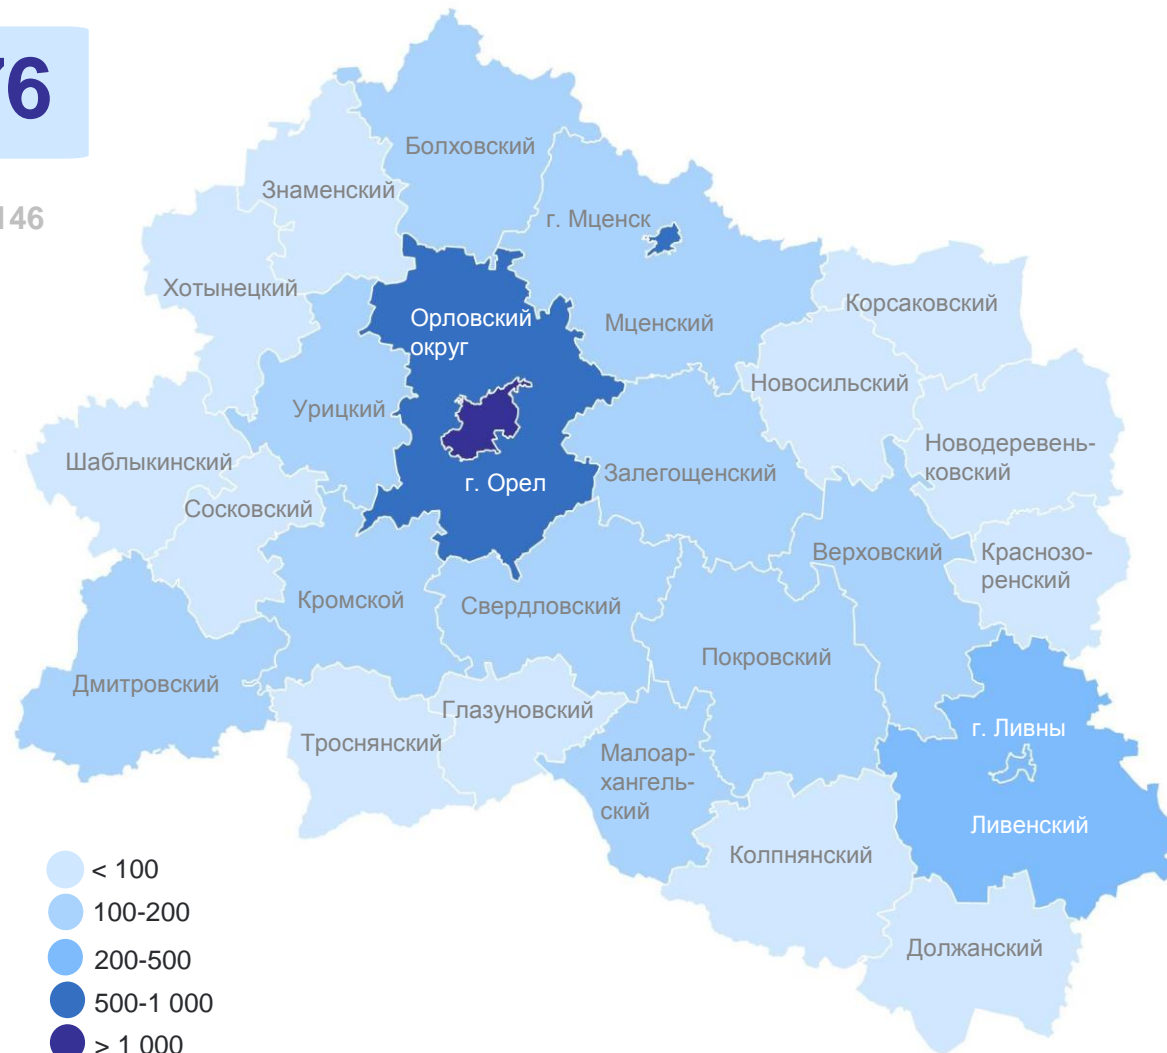 76
146
Болховский
Знаменский
г. Мценск
Хотынецкий
Корсаковский
Орловский
округ
Мценский
Новосильский
Урицкий
Новодеревень-
ковский
Шаблыкинский
Залегощенский
г. Орел
Сосковский
Верховский
Краснозо-
ренский
Кромской
Свердловский
Покровский
Дмитровский
Глазуновский
г. Ливны
Троснянский
Малоар-
хангель-
ский
Ливенский
Колпнянский
Должанский
< 100
100-200
200-500
500-1 000
> 1 000